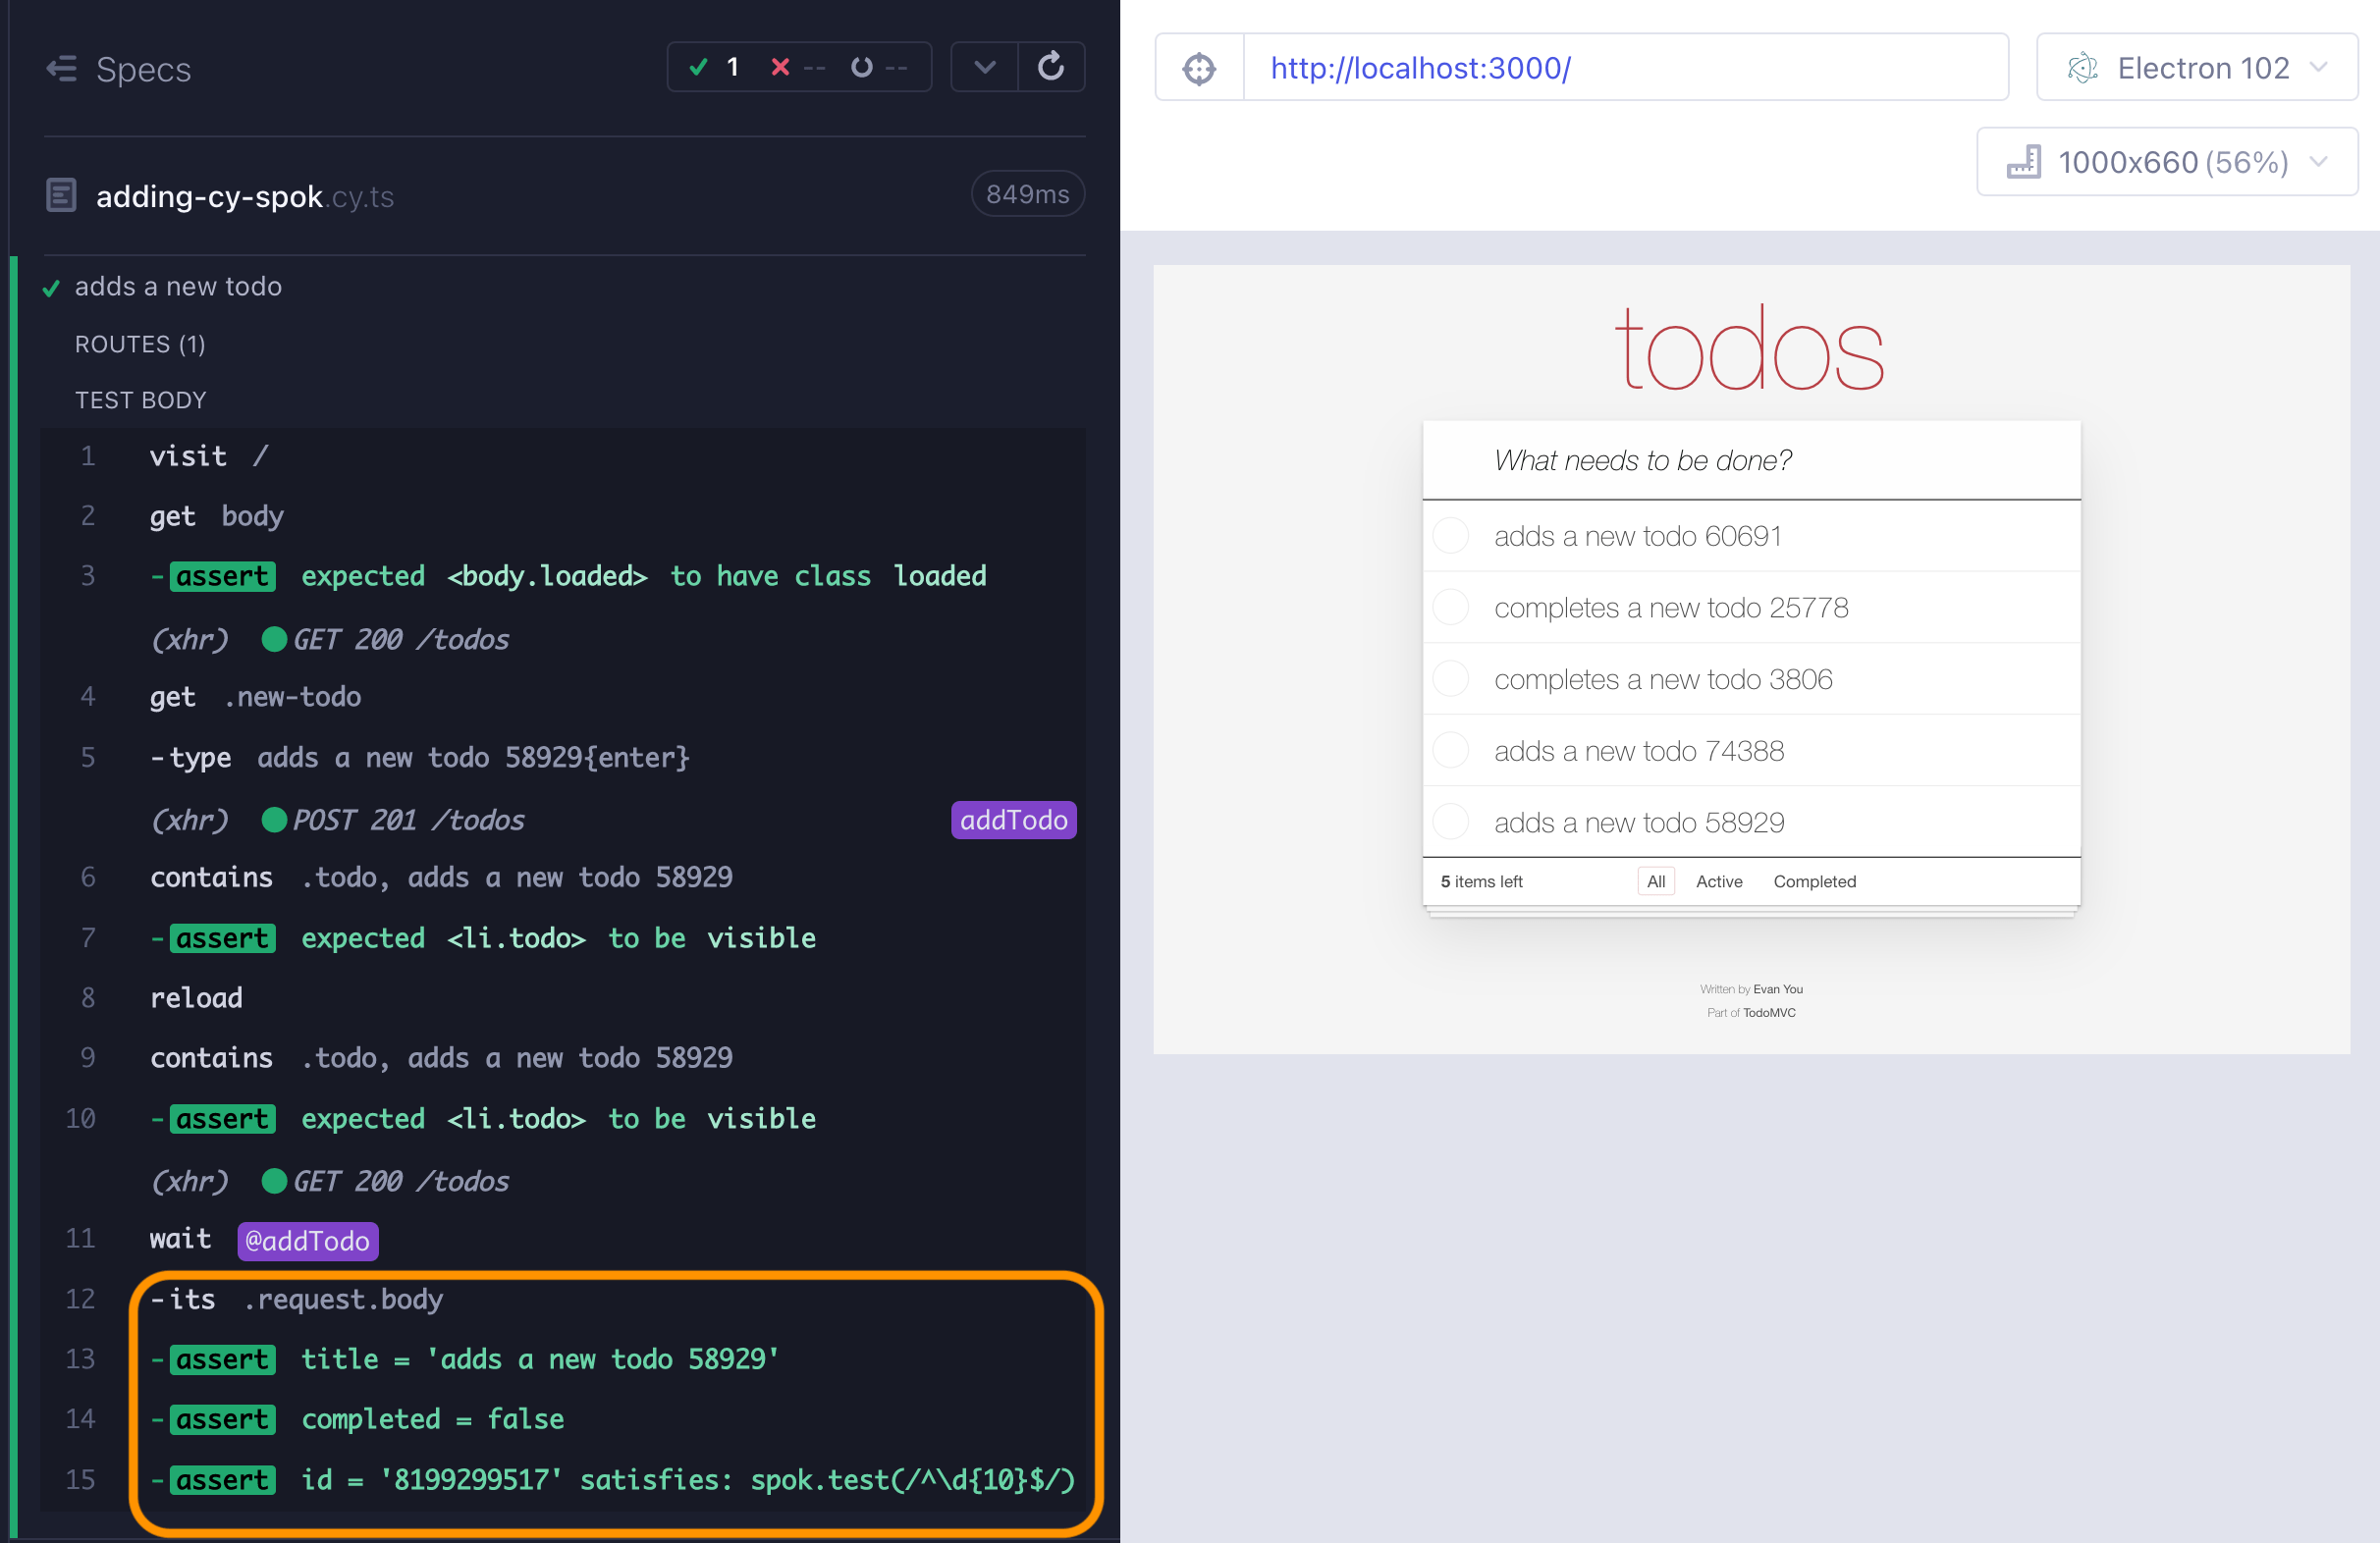 Specs
1 -- --
adding-cy-spok.cy.ts
849ms
adds a new todo
ROUTES (1)
TEST BODY
1 visit /
2 get body
3 -assert expected <body.loaded> to have class loaded
(xhr) GET 200 /todos
4 get .new-todo
5 -type adds a new todo 58929{enter}
(xhr) POST 201 /todos addTodo
6 contains .todo, adds a new todo 58929
7 -assert expected <li.todo> to be visible
8 reload
9 contains .todo, adds a new todo 58929
10 -assert expected <li.todo> to be visible
(xhr) GET 200 /todos
11 wait @addTodo
12 -its .request.body
13 -assert title = 'adds a new todo 58929'
14 -assert completed = false
15 -assert id = '8199299517' satisfies: spok.test(/^\d{10}$/)
http://localhost:3000/
Electron 102
1000x660 (56%)
todos
What needs to be done?
adds a new todo 60691
completes a new todo 25778
completes a new todo 3806
adds a new todo 74388
adds a new todo 58929
5 items left All Active Completed
Written by Evan You
Part of TodoMVC